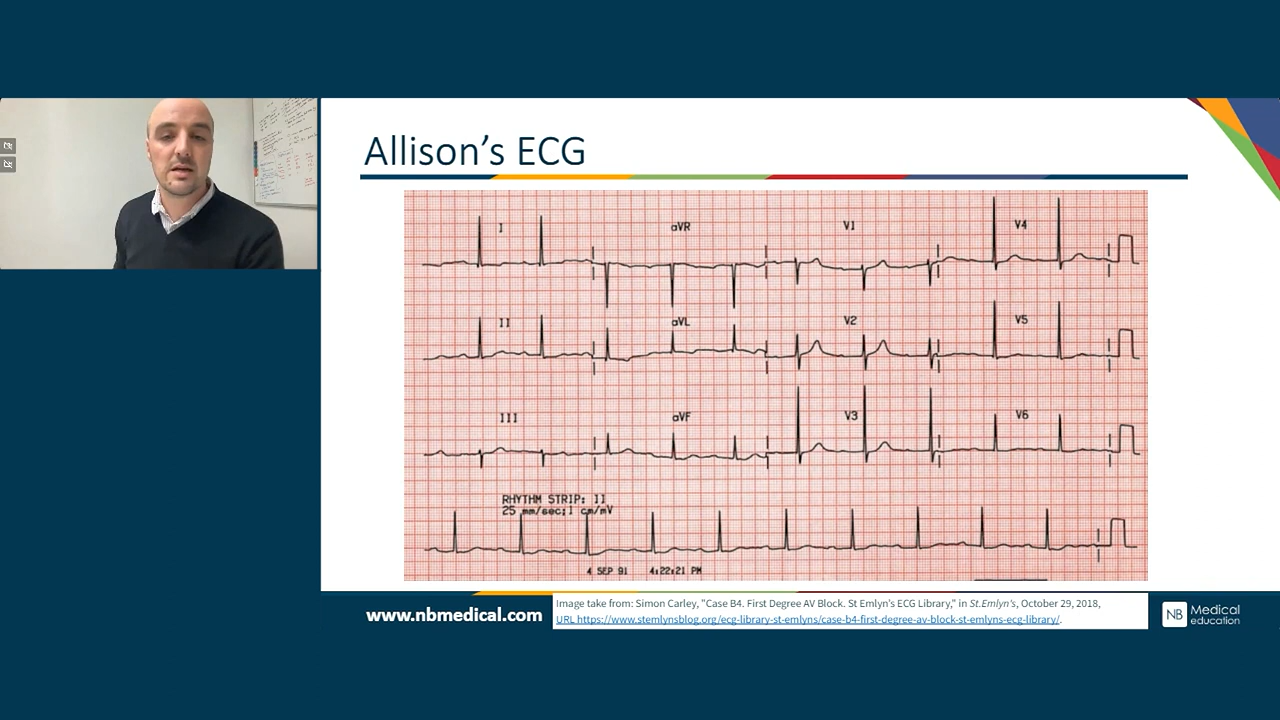 Allison's ECG
I aVR V1 V4
II aVL V2 V5
III aVF V3 V6
RHYTHM STRIP: II
25 mm/sec;1 cm/mV
4 SEP 91 4:22:21 PM
www.nbmedical.com
Image take from: Simon Carley, "Case B4. First Degree AV Block. St Emlyn's ECG Library," in St.Emlyn's, October 29, 2018,
URL https://www.stemlynsblog.org/ecg-library-st-emlyns/case-b4-first-degree-av-block-st-emlyns-ecg-library/.
NB Medical
education